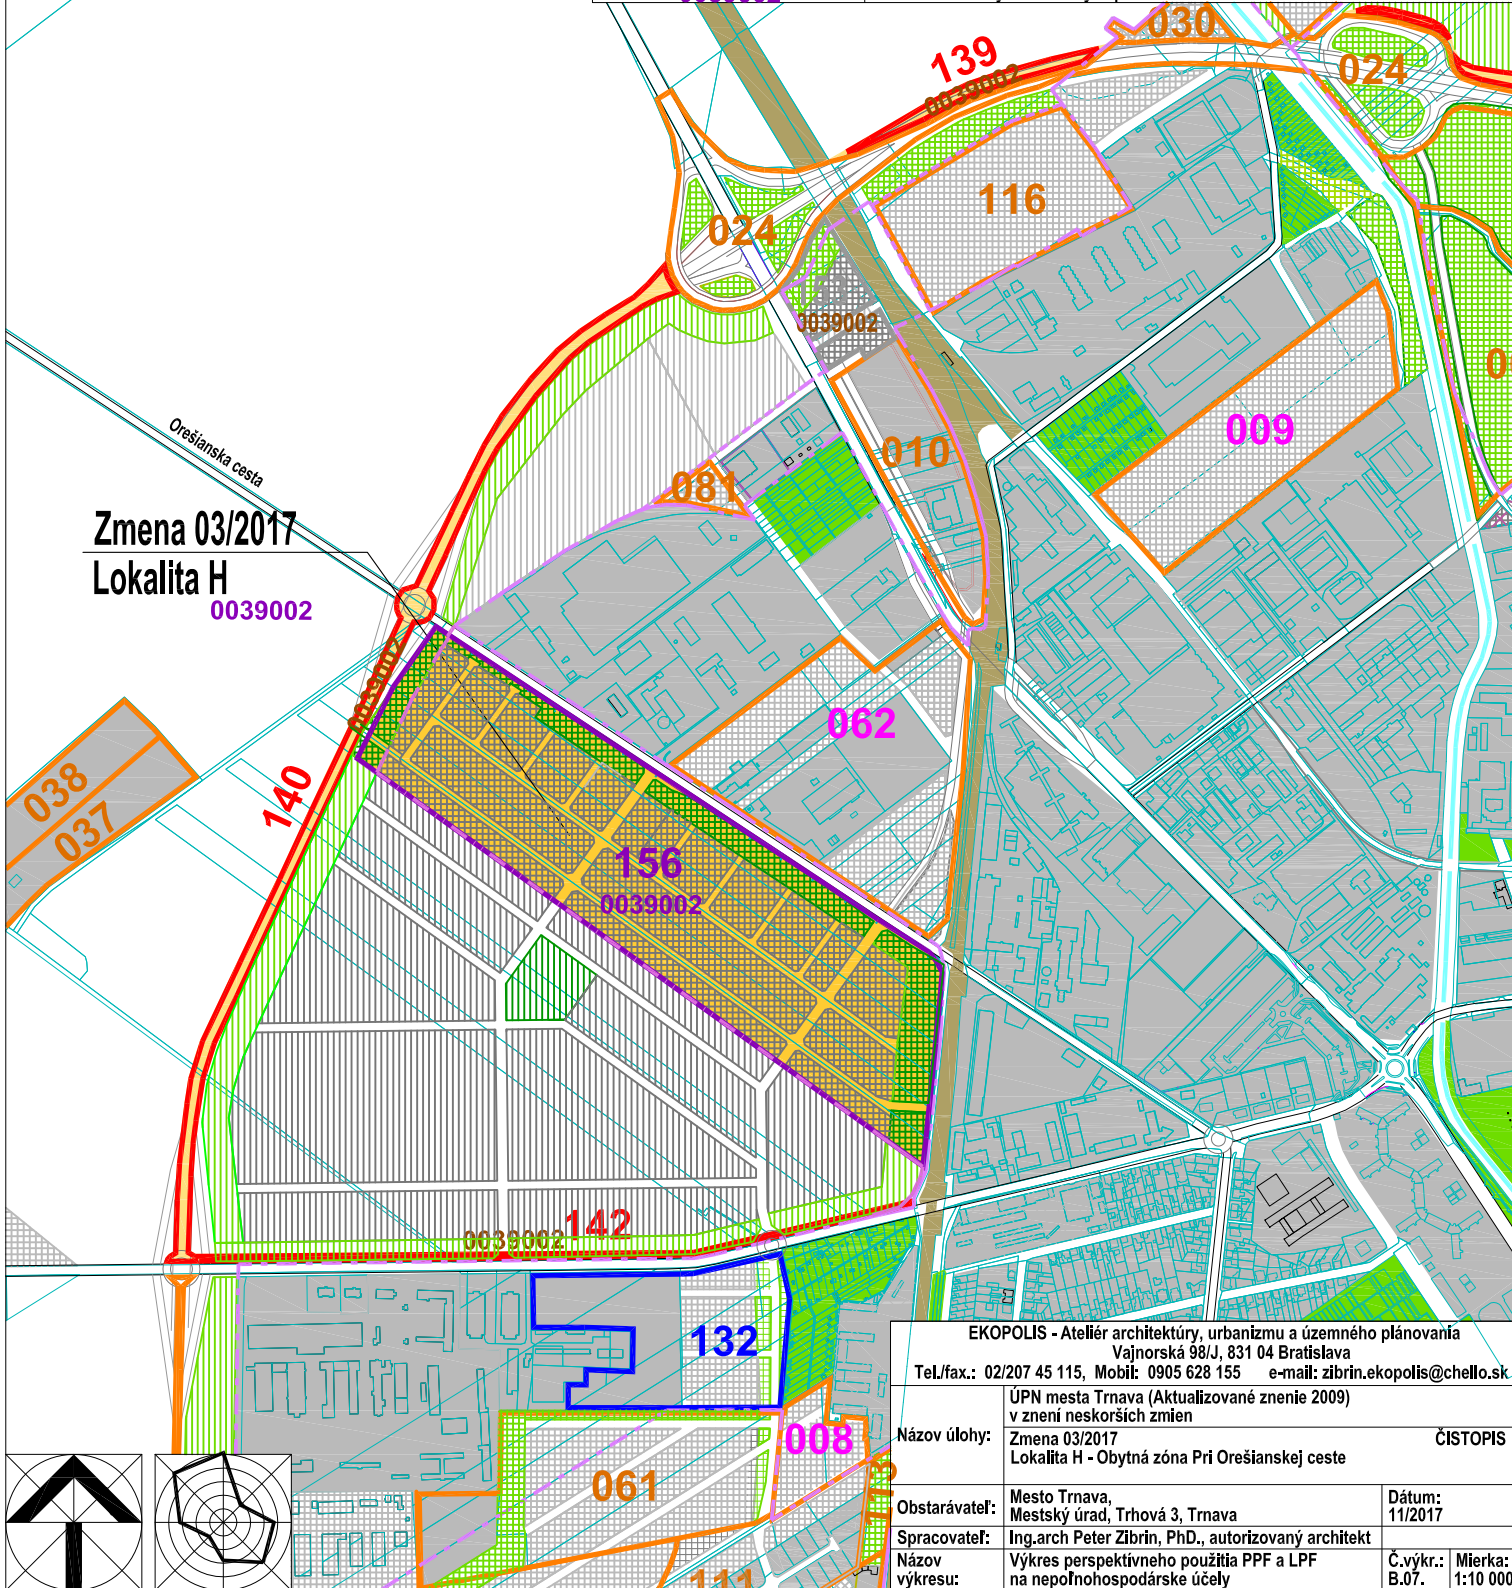 030
139
0039002
024
116
024
0039002
009
010
081
Orešianska cesta
Zmena 03/2017
Lokalita H
0039002
0039002
062
038
037
140
156
0039002
0039002
142
132
008
061
113
111
EKOPOLIS - Ateliér architektúry, urbanizmu a územného plánovania
Vajnorská 98/J, 831 04 Bratislava
Tel./fax.: 02/207 45 115, Mobil: 0905 628 155 e-mail: zibrin.ekopolis@chello.sk
Názov úlohy:
ÚPN mesta Trnava (Aktualizované znenie 2009)
v znení neskorších zmien
Zmena 03/2017 ČISTOPIS
Lokalita H - Obytná zóna Pri Orešianskej ceste
Obstarávateľ:
Mesto Trnava,
Mestský úrad, Trhová 3, Trnava
Dátum:
11/2017
Spracovateľ: Ing.arch Peter Zibrin, PhD., autorizovaný architekt
Názov
výkresu:
Výkres perspektívneho použitia PPF a LPF
na nepoľnohospodárske účely
Č.výkr.:
B.07.
Mierka:
1:10 000